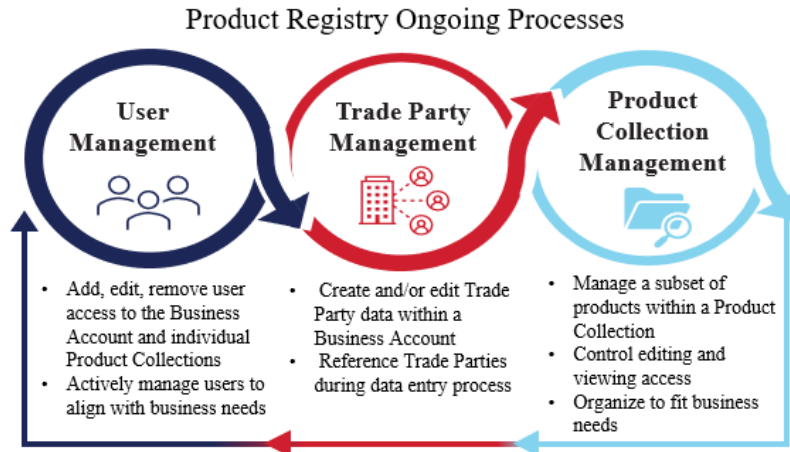 Product Registry Ongoing Processes
User
Management
Trade Party
Management
Product
Collection
Management
• Add, edit, remove user
access to the Business
Account and individual
Product Collections
• Actively manage users to
align with business needs
• Create and/or edit Trade
Party data within a
Business Account
• Reference Trade Parties
during data entry process
• Manage a subset of
products within a Product
Collection
• Control editing and
viewing access
• Organize to fit business
needs